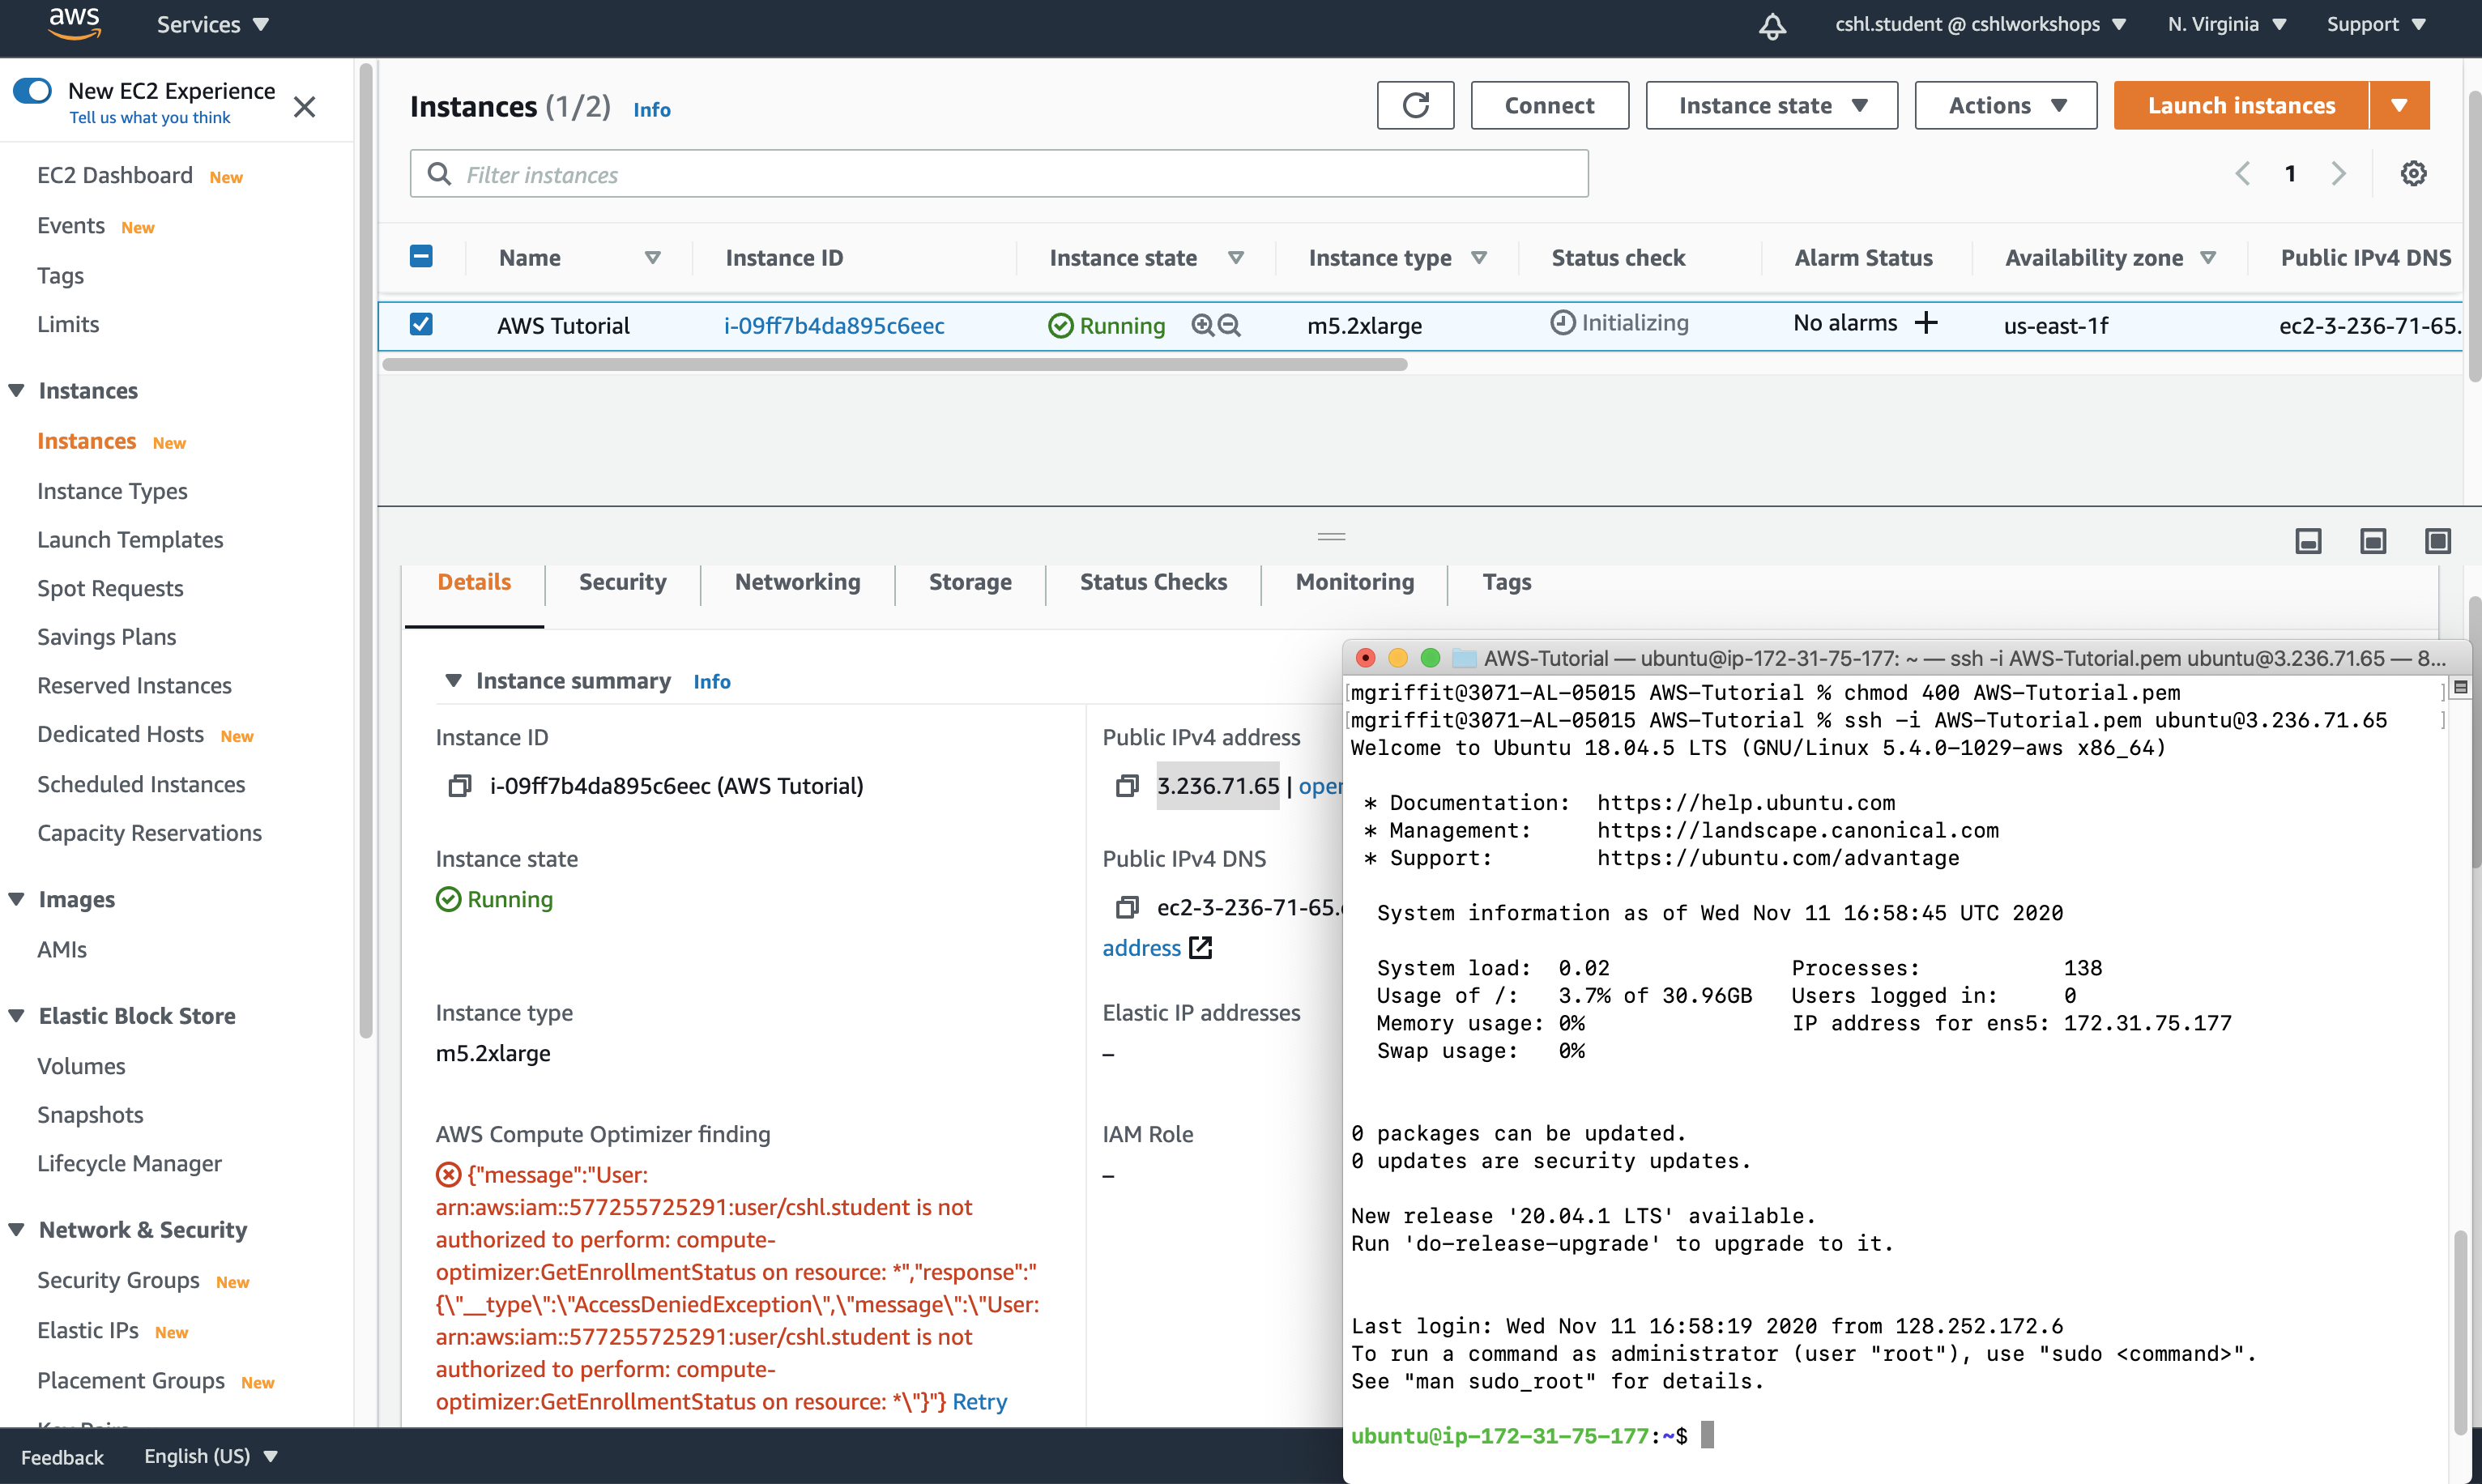 aws
Services
cshl.student @ cshlworkshops
N. Virginia
Support
New EC2 Experience
Tell us what you think
EC2 Dashboard New
Events New
Tags
Limits
Instances
Instances New
Instance Types
Launch Templates
Spot Requests
Savings Plans
Reserved Instances
Dedicated Hosts New
Scheduled Instances
Capacity Reservations
Images
AMIs
Elastic Block Store
Volumes
Snapshots
Lifecycle Manager
Network & Security
Security Groups New
Elastic IPs New
Placement Groups New
Instances (1/2) Info
Connect
Instance state
Actions
Launch instances
Filter instances
1
Name Instance ID Instance state Instance type Status check Alarm Status Availability zone Public IPv4 DNS
AWS Tutorial i-09ff7b4da895c6eec Running m5.2xlarge Initializing No alarms + us-east-1f ec2-3-236-71-65.
Details Security Networking Storage Status Checks Monitoring Tags
Instance summary Info
Instance ID
i-09ff7b4da895c6eec (AWS Tutorial)
Instance state
Running
Instance type
m5.2xlarge
AWS Compute Optimizer finding
{"message":"User:
arn:aws:iam::577255725291:user/cshl.student is not
authorized to perform: compute-
optimizer:GetEnrollmentStatus on resource: *","response":"
{\"__type\":\"AccessDeniedException\",\"message\":\"User:
arn:aws:iam::577255725291:user/cshl.student is not
authorized to perform: compute-
optimizer:GetEnrollmentStatus on resource: *\"}"} Retry
Public IPv4 address
3.236.71.65 | open
Public IPv4 DNS
ec2-3-236-71-65.
address
Elastic IP addresses
–
IAM Role
–
AWS-Tutorial — ubuntu@ip-172-31-75-177: ~ — ssh -i AWS-Tutorial.pem ubuntu@3.236.71.65 — 8...
[mgriffit@3071-AL-05015 AWS-Tutorial % chmod 400 AWS-Tutorial.pem ]
[mgriffit@3071-AL-05015 AWS-Tutorial % ssh -i AWS-Tutorial.pem ubuntu@3.236.71.65 ]
Welcome to Ubuntu 18.04.5 LTS (GNU/Linux 5.4.0-1029-aws x86_64)
* Documentation: https://help.ubuntu.com
* Management: https://landscape.canonical.com
* Support: https://ubuntu.com/advantage
System information as of Wed Nov 11 16:58:45 UTC 2020
System load: 0.02 Processes: 138
Usage of /: 3.7% of 30.96GB Users logged in: 0
Memory usage: 0% IP address for ens5: 172.31.75.177
Swap usage: 0%
0 packages can be updated.
0 updates are security updates.
New release '20.04.1 LTS' available.
Run 'do-release-upgrade' to upgrade to it.
Last login: Wed Nov 11 16:58:19 2020 from 128.252.172.6
To run a command as administrator (user "root"), use "sudo <command>".
See "man sudo_root" for details.
ubuntu@ip-172-31-75-177:~$
Feedback
English (US)